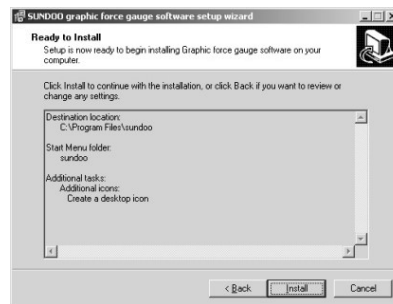 SUNDOO graphic force gauge software setup wizard
Ready to Install
Setup is now ready to begin installing Graphic force gauge software on your
computer.
Click Install to continue with the installation, or click Back if you want to review or
change any settings.
Destination location:
C:\Program Files\sundoo
Start Menu folder:
sundoo
Additional tasks:
Additional icons:
Create a desktop icon
< Back
Install
Cancel